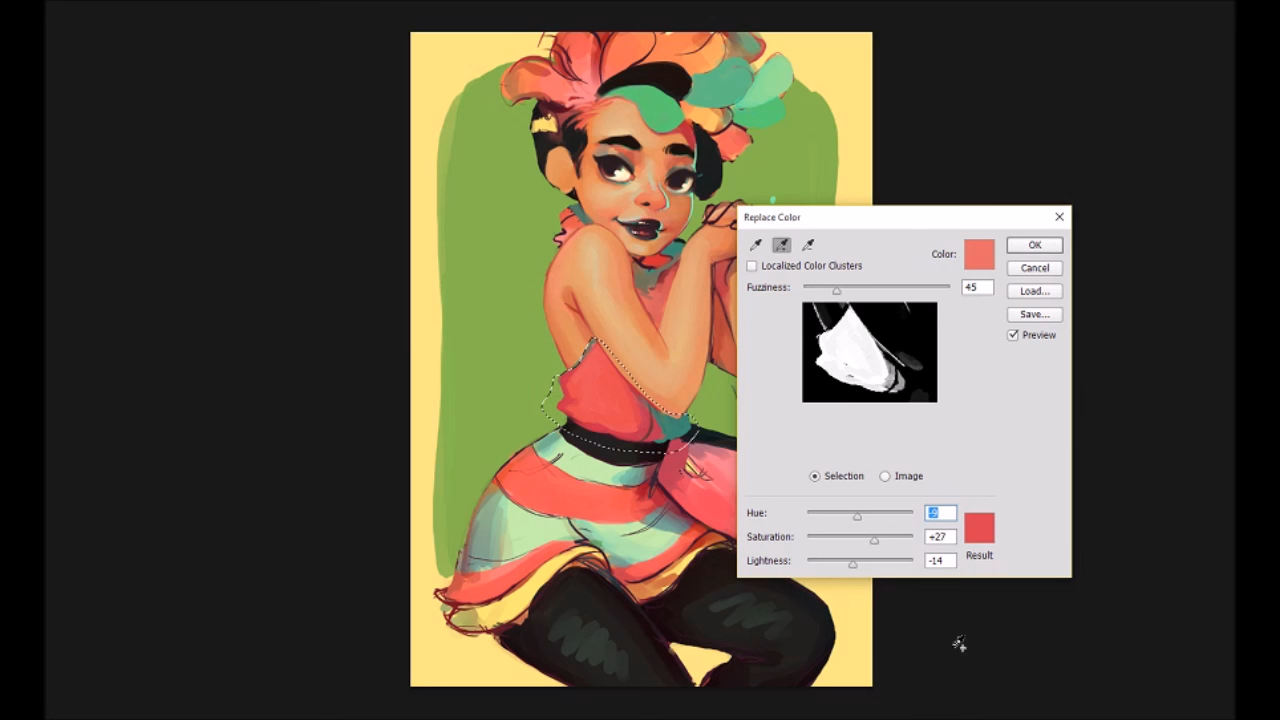 Replace Color
Localized Color Clusters
Color:
OK
Cancel
Fuzziness:
45
Load...
Save...
Preview
Selection
Image
Hue:
-9
Saturation:
+27
Result
Lightness:
-14